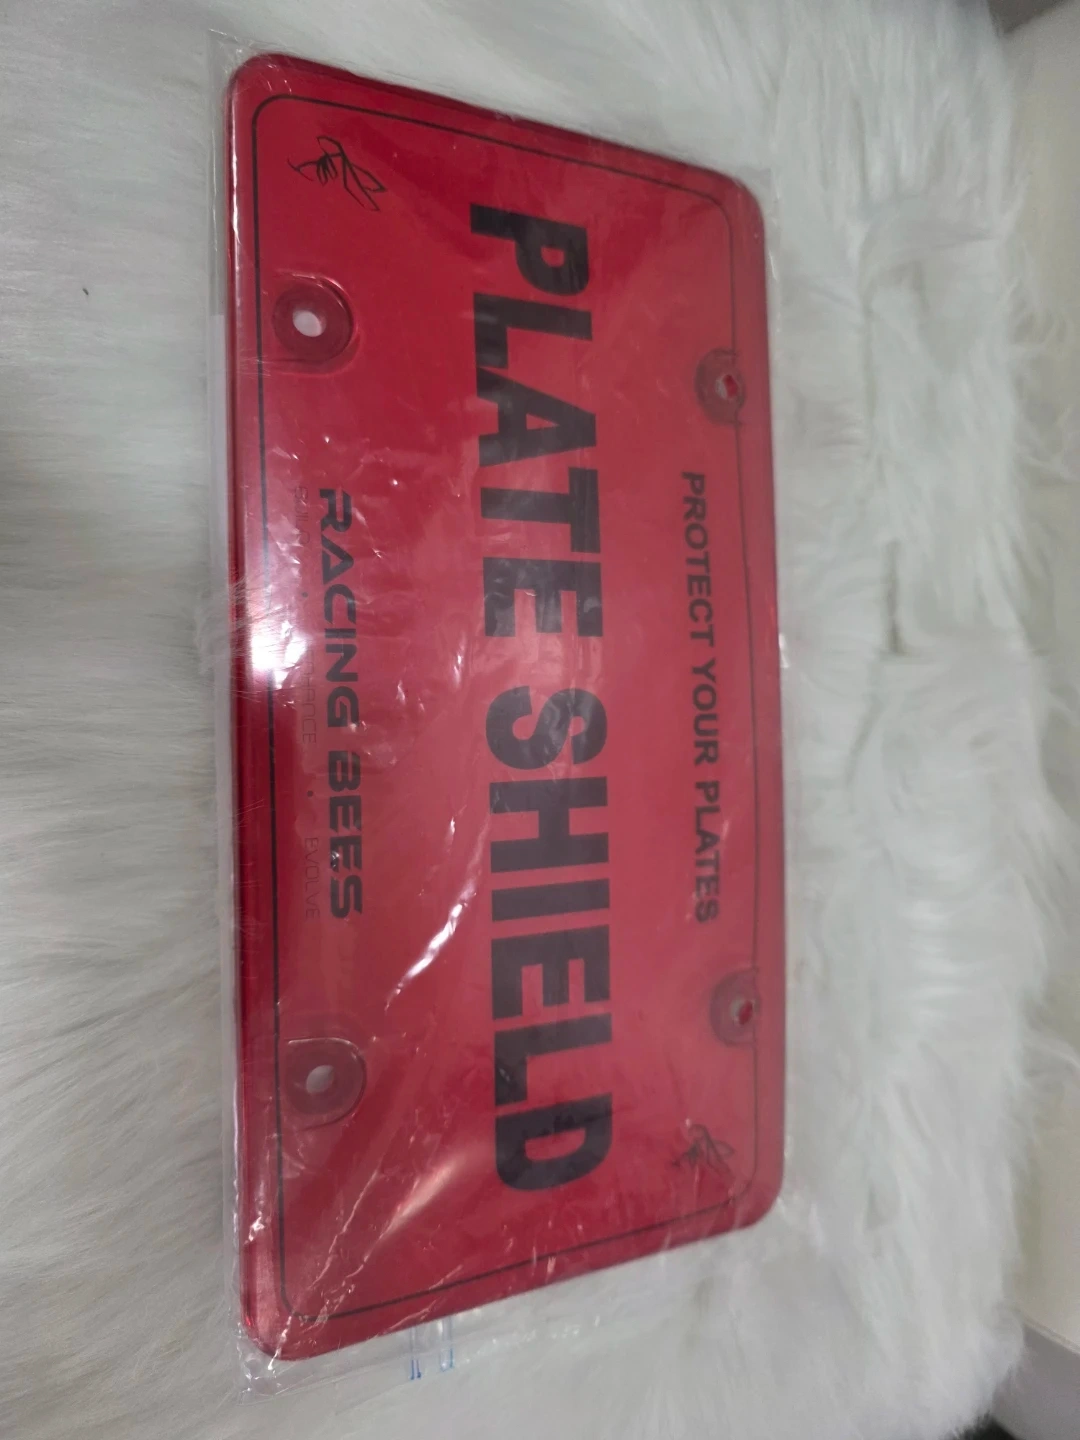 PROTECT YOUR PLATES
PLATE SHIELD
RACING BEES
EVOLVE